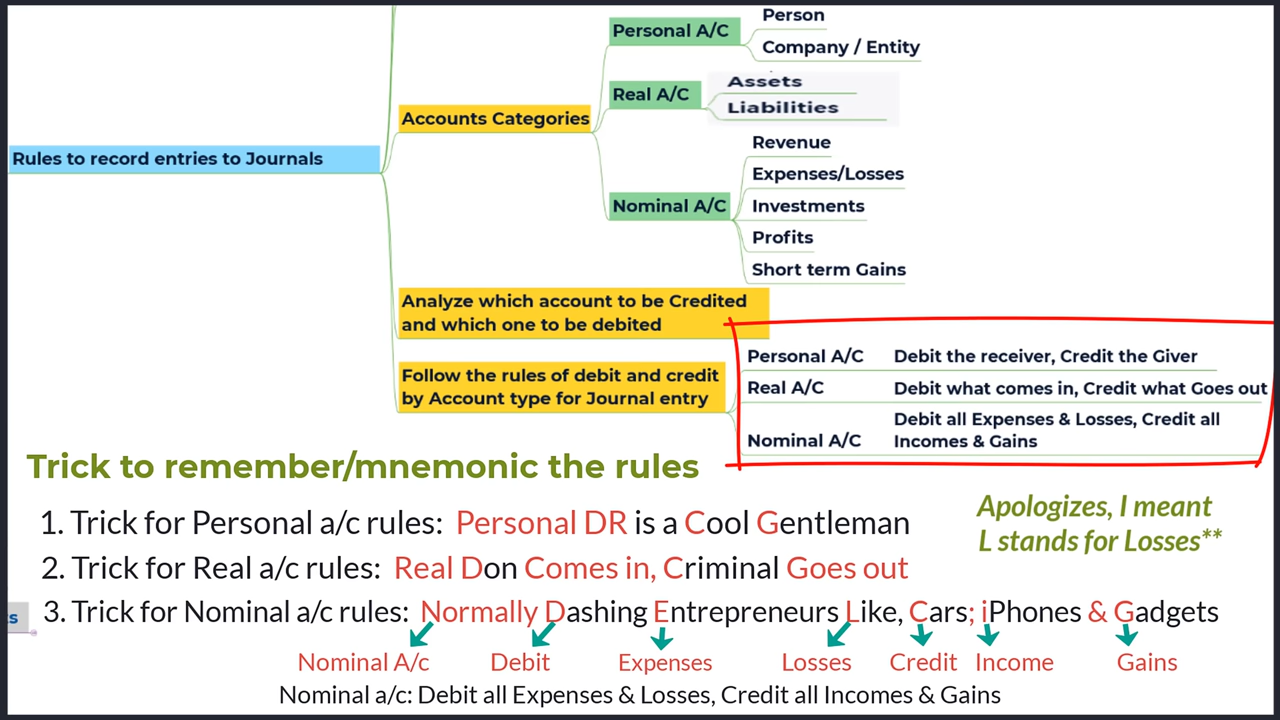 Person
Personal A/C
Company / Entity
Assets
Real A/C
Liabilities
Accounts Categories
Revenue
Rules to record entries to Journals
Expenses/Losses
Nominal A/C
Investments
Profits
Short term Gains
Analyze which account to be Credited
and which one to be debited
Follow the rules of debit and credit
by Account type for Journal entry
Personal A/C Debit the receiver, Credit the Giver
Real A/C Debit what comes in, Credit what Goes out
Nominal A/C Debit all Expenses & Losses, Credit all
Incomes & Gains
Trick to remember/mnemonic the rules
Apologizes, I meant
L stands for Losses**
1. Trick for Personal a/c rules: Personal DR is a Cool Gentleman
2. Trick for Real a/c rules: Real Don Comes in, Criminal Goes out
s
3. Trick for Nominal a/c rules: Normally Dashing Entrepreneurs Like, Cars; iPhones & Gadgets
Nominal A/c Debit Expenses Losses Credit Income Gains
Nominal a/c: Debit all Expenses & Losses, Credit all Incomes & Gains